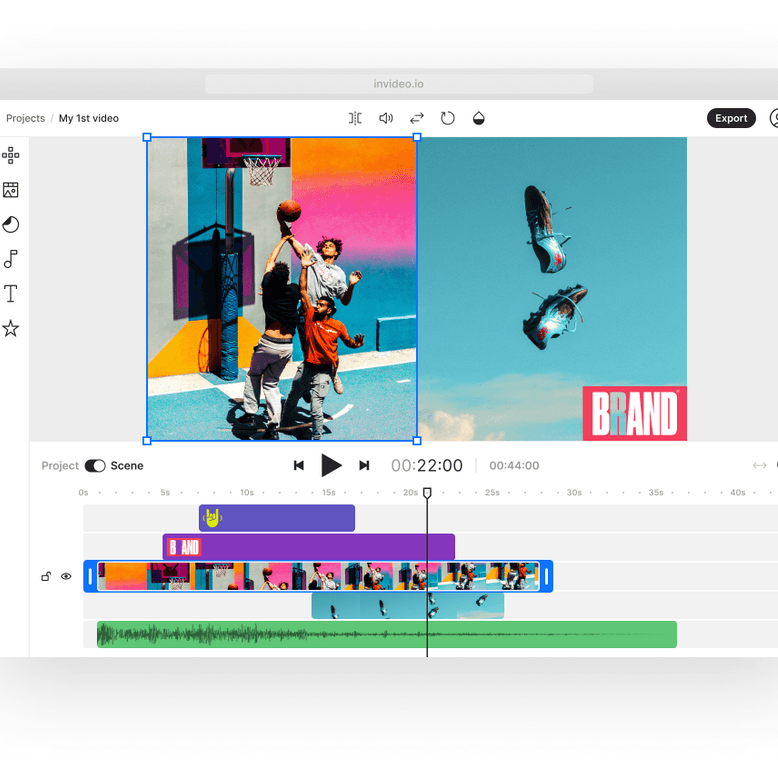 invideo.io
Projects / My 1st video
Export
BRAND
Project Scene
00:22:00 | 00:44:00
0s 5s 10s 15s 20s 25s 30s 35s 40s
BRAND